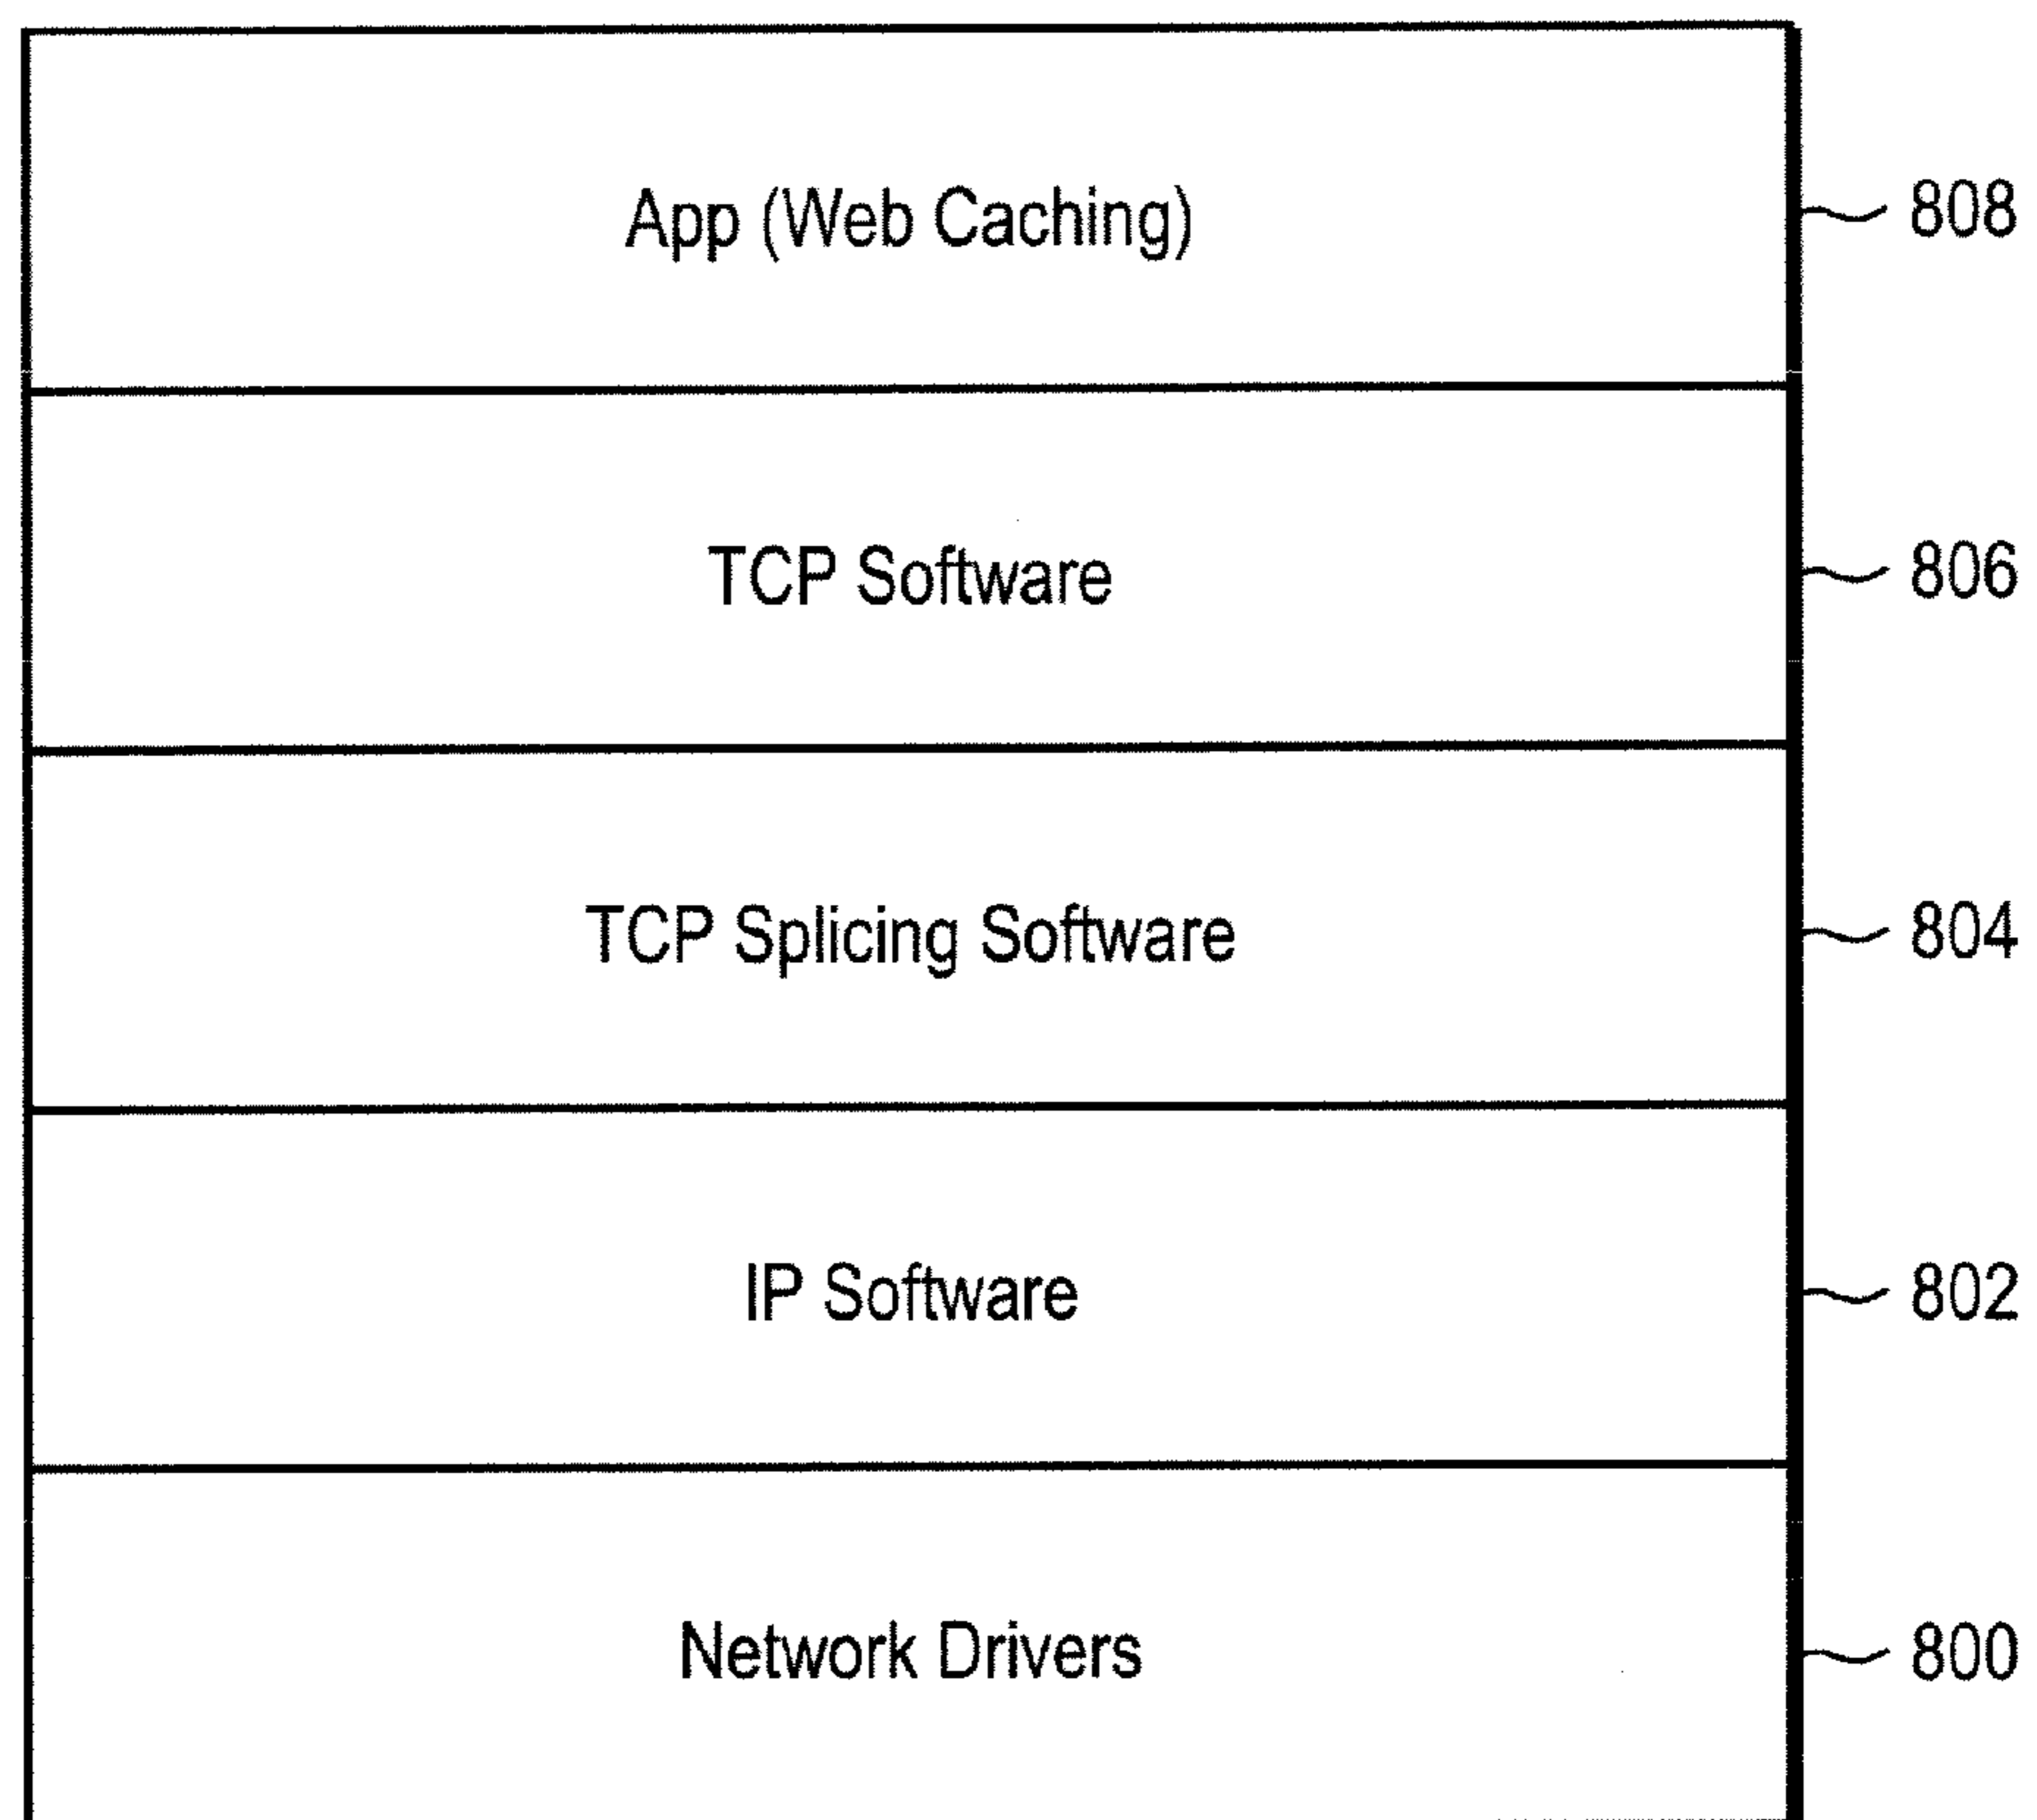 App (Web Caching) 808
TCP Software 806
TCP Splicing Software 804
IP Software 802
Network Drivers 800